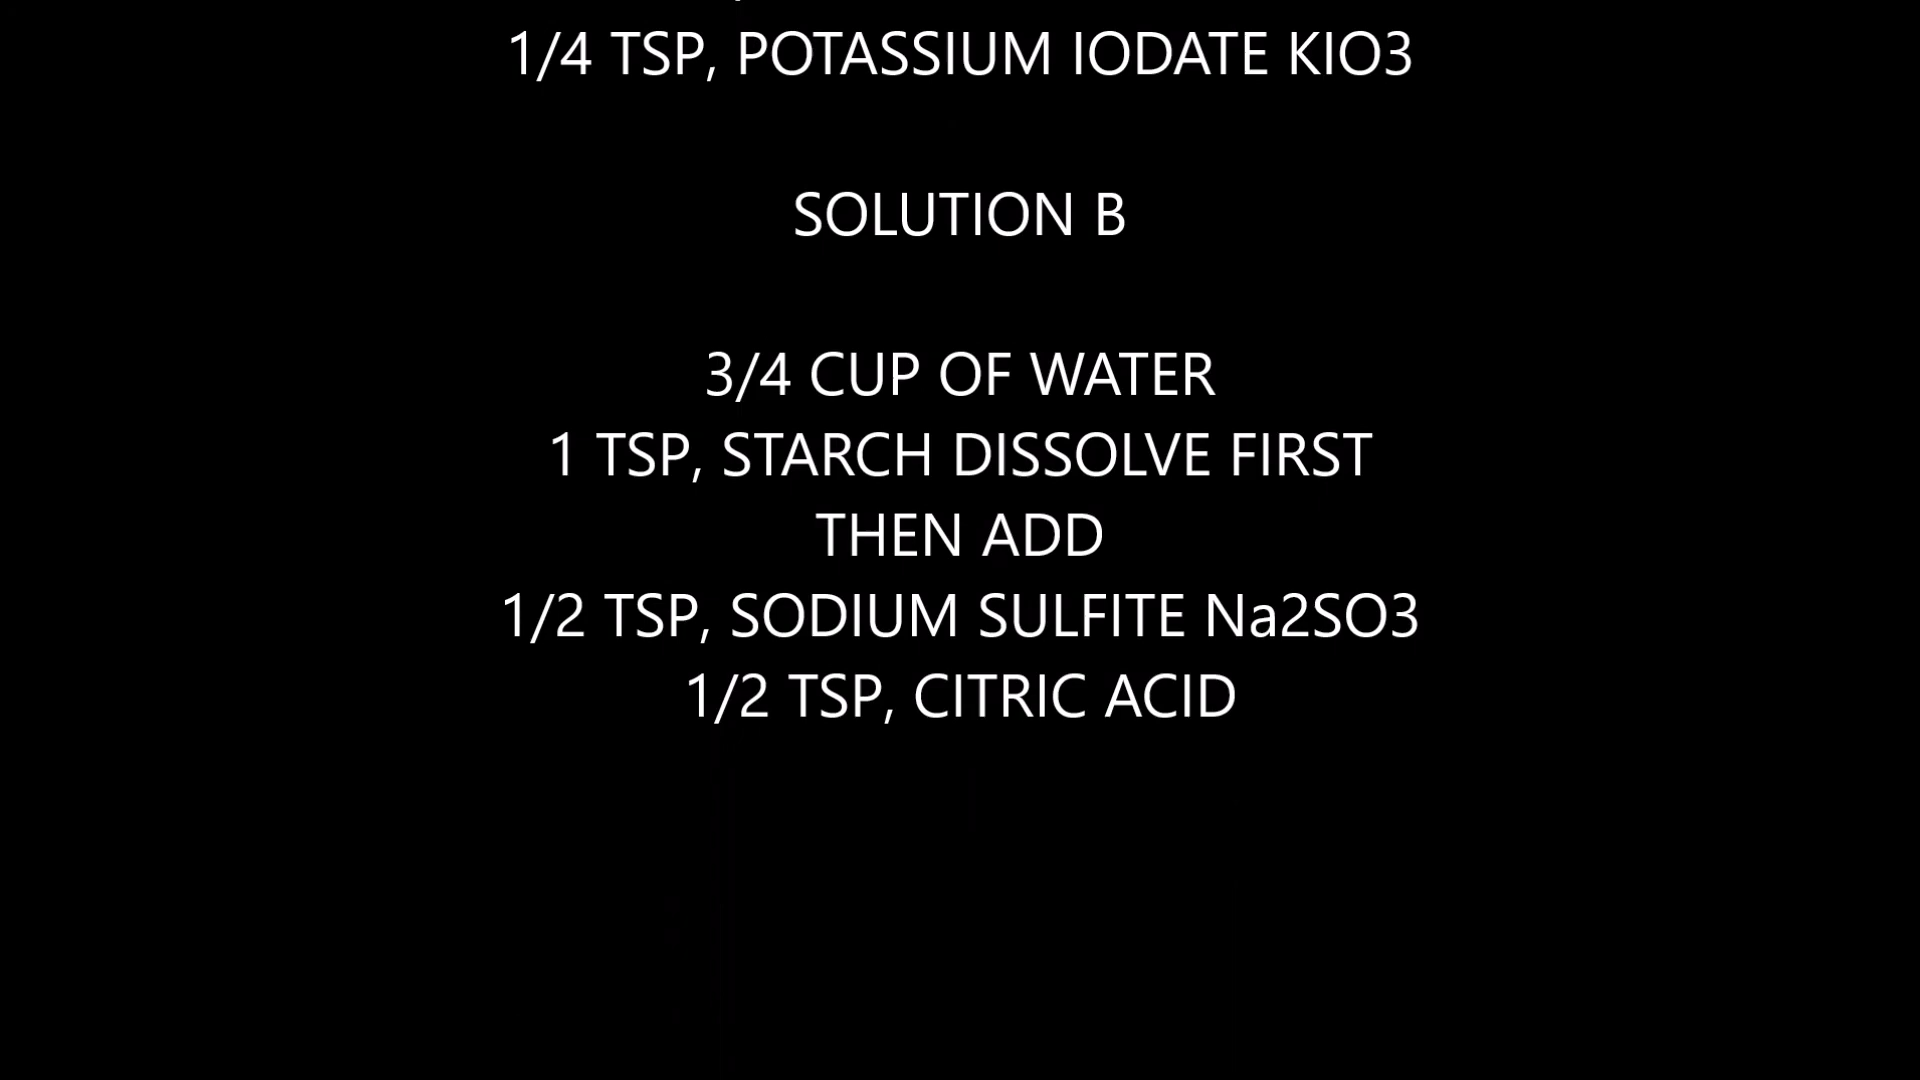 1/4 TSP, POTASSIUM IODATE KIO3
SOLUTION B
3/4 CUP OF WATER
1 TSP, STARCH DISSOLVE FIRST
THEN ADD
1/2 TSP, SODIUM SULFITE Na2SO3
1/2 TSP, CITRIC ACID